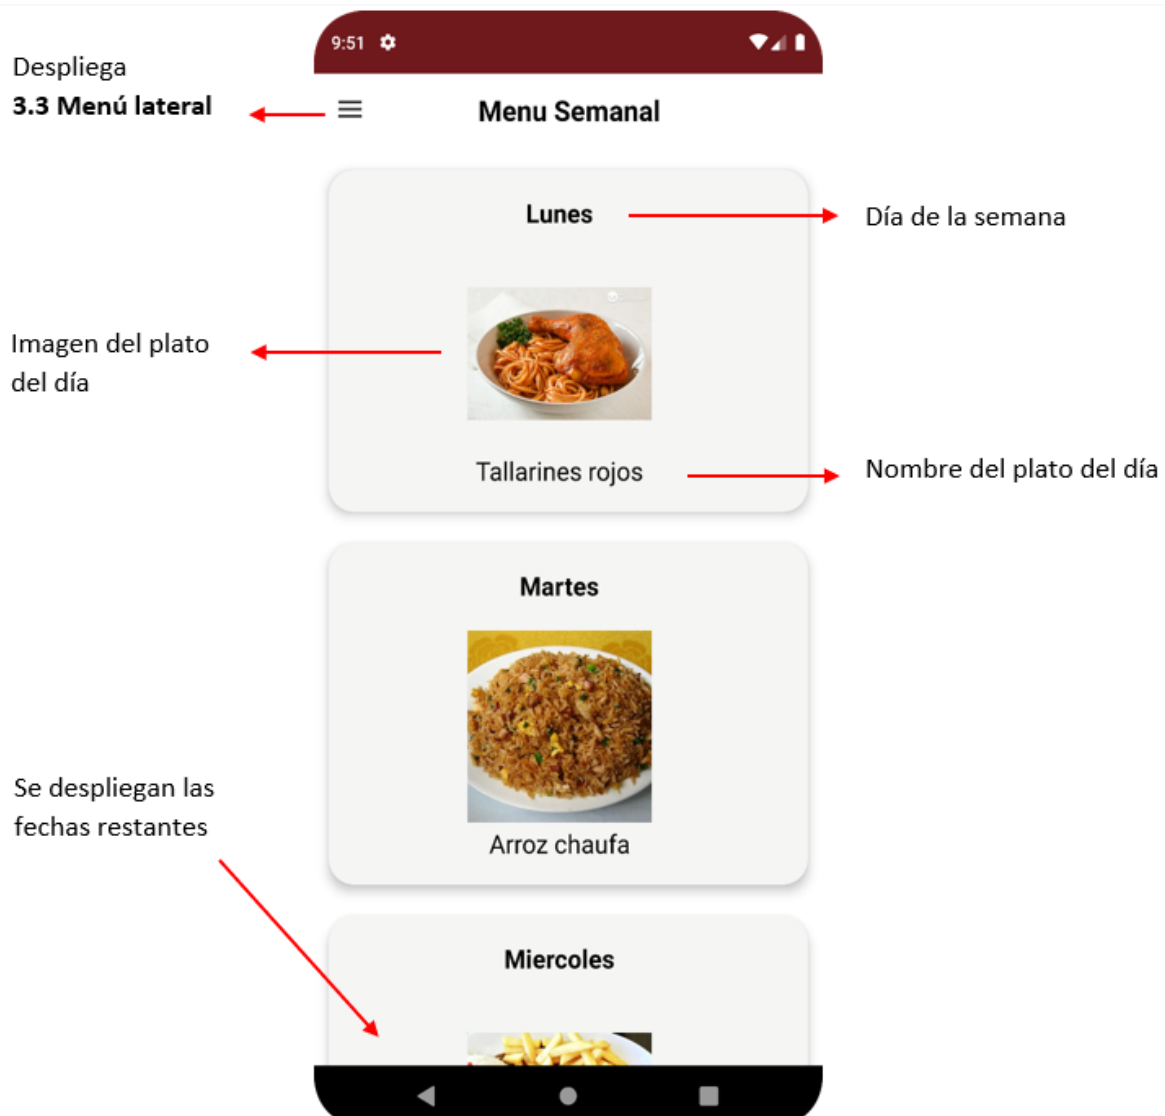 9:51
Despliega
3.3 Menú lateral
Menu Semanal
Lunes
Día de la semana
Imagen del plato
del día
Tallarines rojos
Nombre del plato del día
Martes
Se despliegan las
fechas restantes
Arroz chaufa
Miercoles